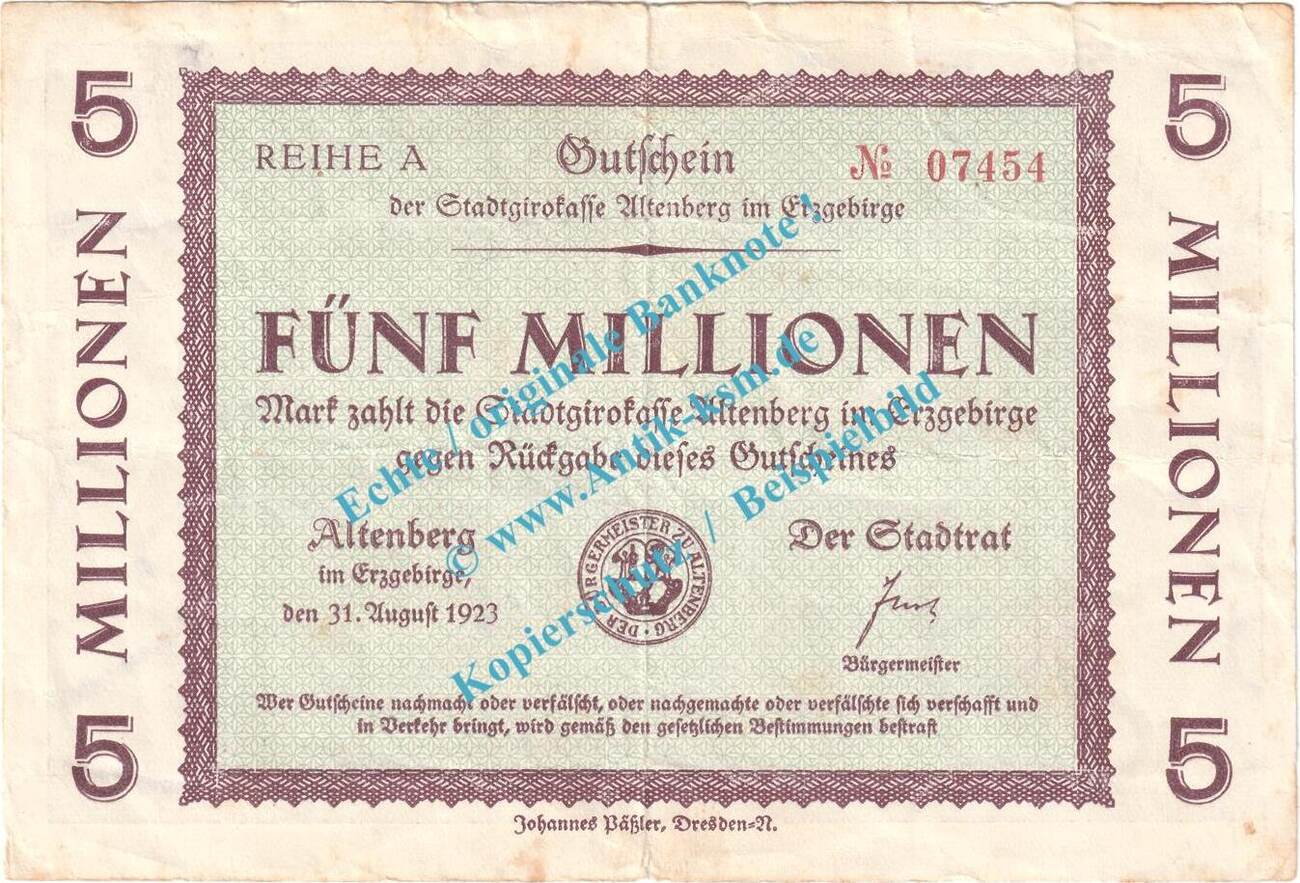 5 MILLIONEN 5
REIHE A Gutschein № 07454
der Stadtgirokasse Altenberg im Erzgebirge
FÜNF MILLIONEN
Mark zahlt die Stadtgirokasse Altenberg im Erzgebirge
gegen Rückgabe dieses Gutscheines
Altenberg
im Erzgebirge,
den 31. August 1923
DER BÜRGERMEISTER ZU ALTENBERG
Der Stadtrat
Bürgermeister
Wer Gutscheine nachmacht oder verfälscht, oder nachgemachte oder verfälschte sich verschafft und
in Verkehr bringt, wird gemäß den gesetzlichen Bestimmungen bestraft
5 MILLIONEN 5
Johannes Päßler, Dresden-N.
Echte / originale Banknote !
© www.Antik-ksm.de
Kopierschutz / Beispielbild